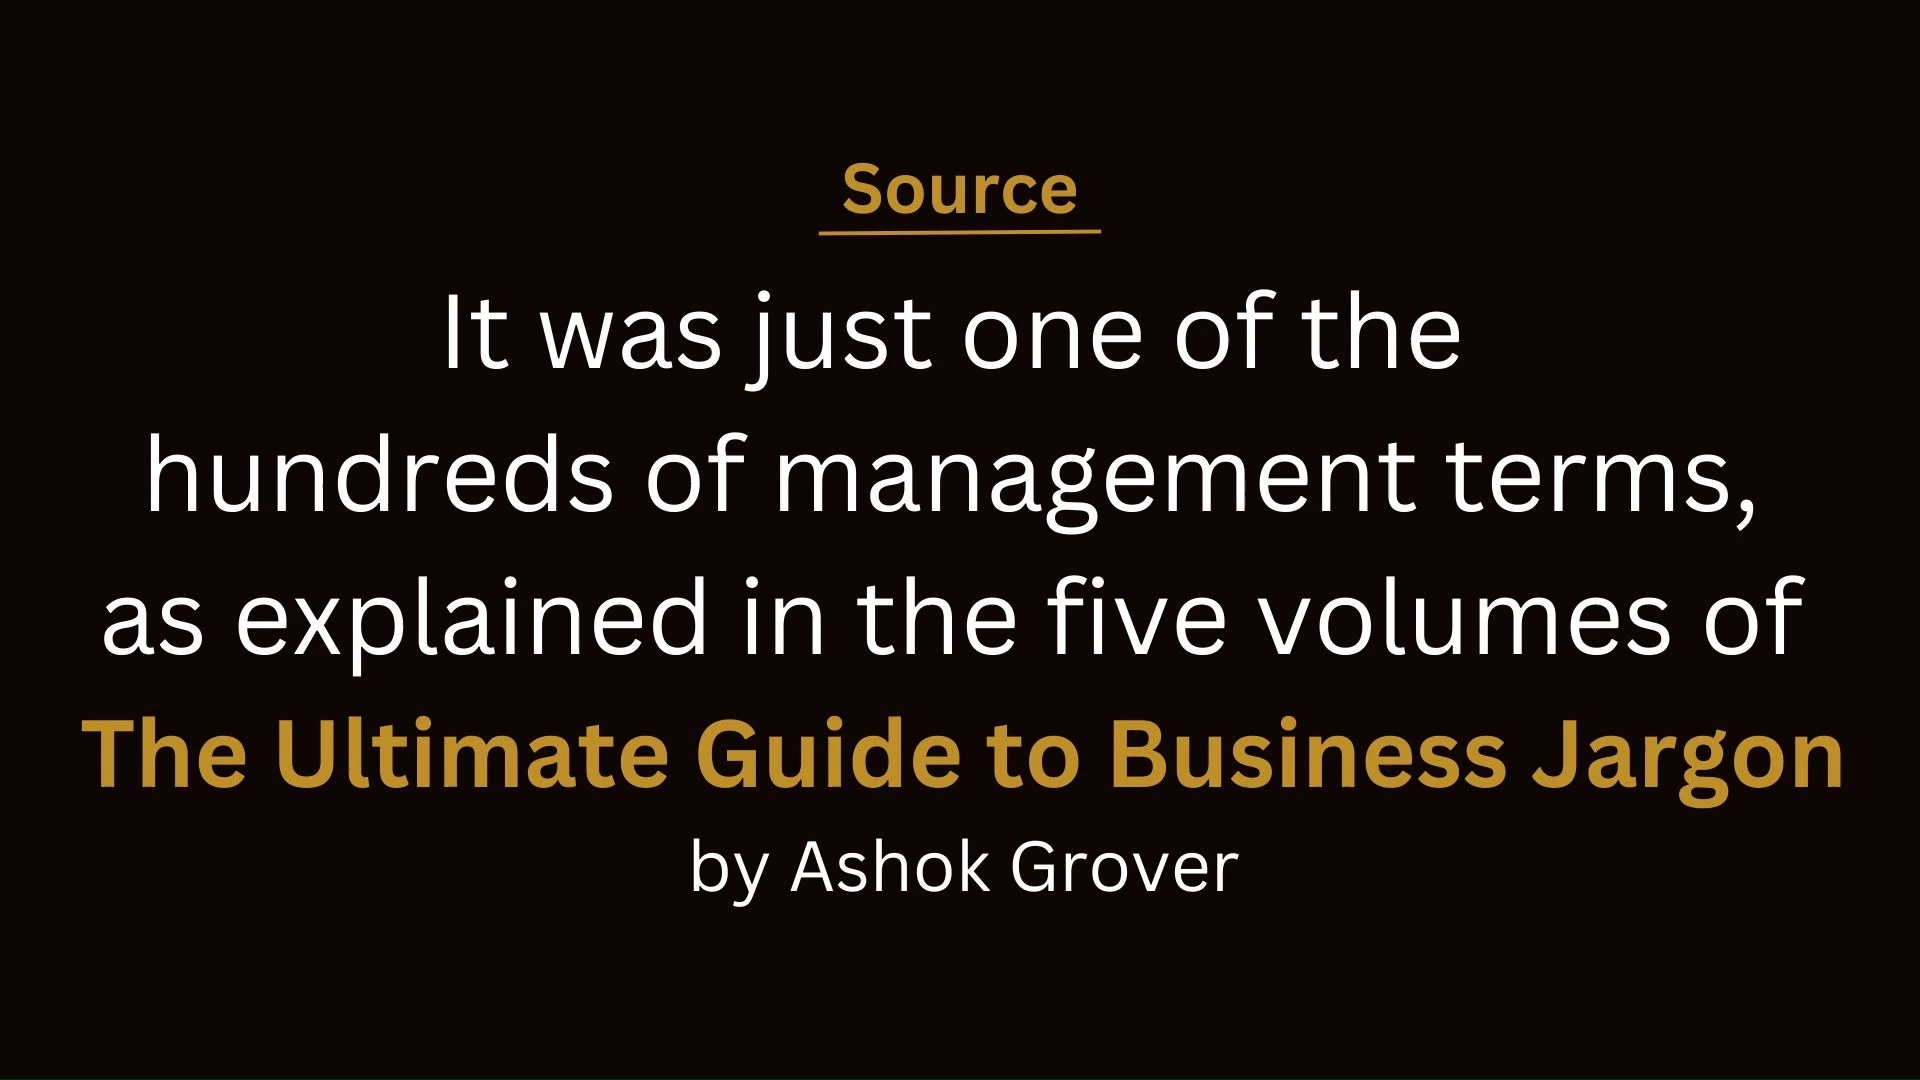 Source
It was just one of the
hundreds of management terms,
as explained in the five volumes of
The Ultimate Guide to Business Jargon
by Ashok Grover